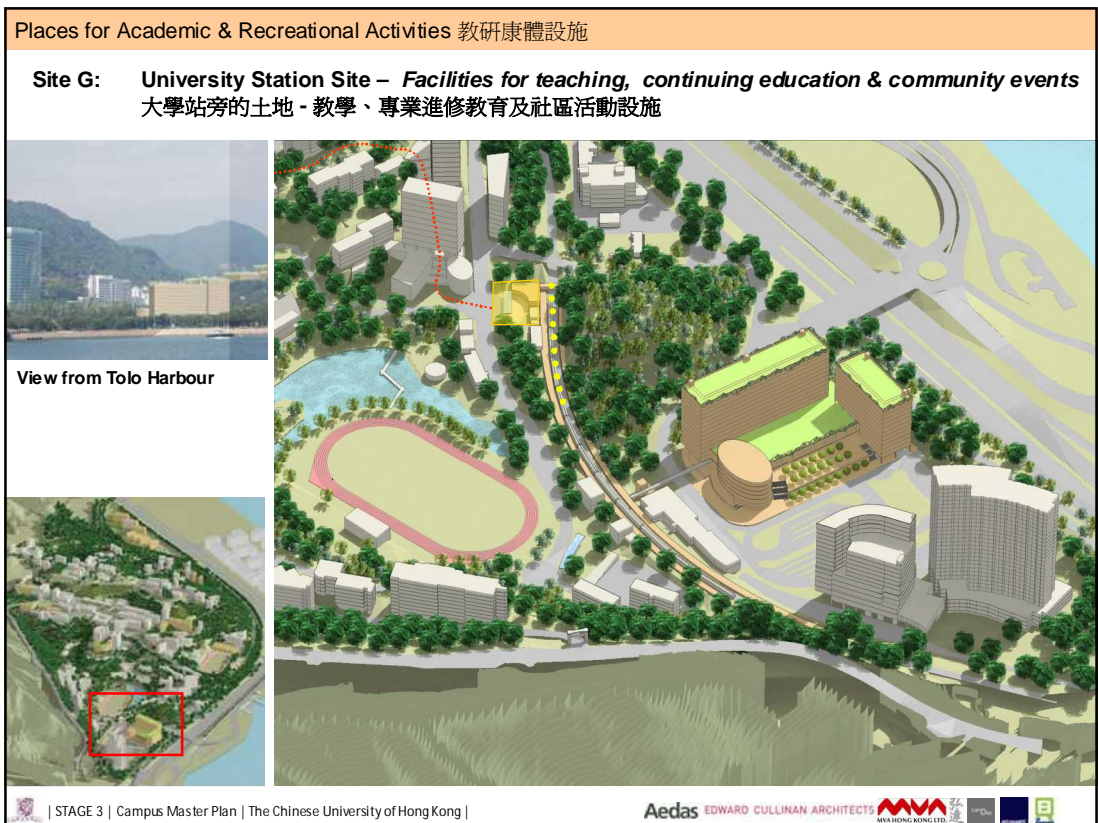 Places for Academic & Recreational Activities 教研康體設施
Site G: University Station Site – Facilities for teaching, continuing education & community events
大學站旁的土地 - 教學、專業進修教育及社區活動設施
View from Tolo Harbour
| STAGE 3 | Campus Master Plan | The Chinese University of Hong Kong |
Aedas EDWARD CULLINAN ARCHITECTS MVA 弘達
MVA HONG KONG LTD.